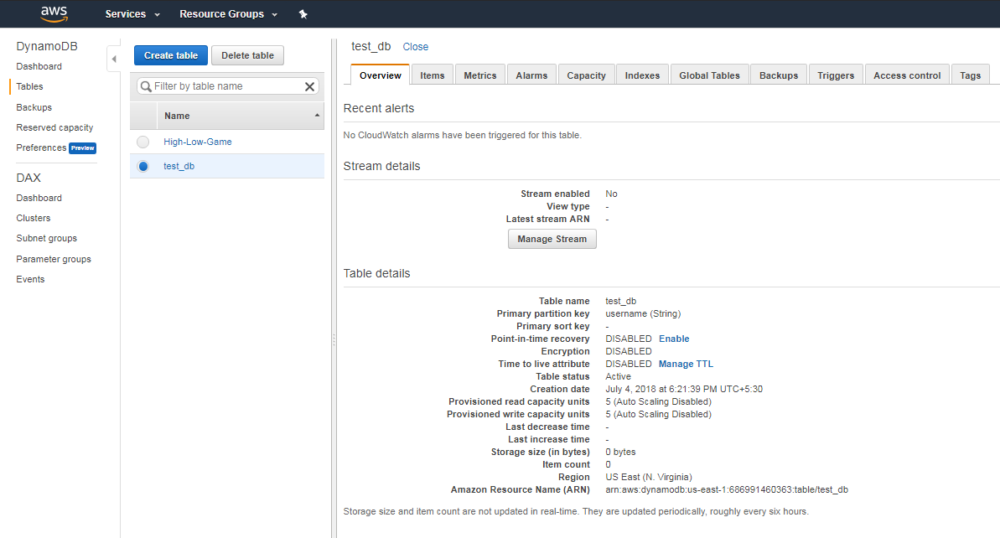 aws Services Resource Groups
DynamoDB
Dashboard
Tables
Backups
Reserved capacity
Preferences Preview
DAX
Dashboard
Clusters
Subnet groups
Parameter groups
Events
Create table Delete table
Filter by table name
Name
High-Low-Game
test_db
test_db Close
Overview Items Metrics Alarms Capacity Indexes Global Tables Backups Triggers Access control Tags
Recent alerts
No CloudWatch alarms have been triggered for this table.
Stream details
Stream enabled No
View type -
Latest stream ARN -
Manage Stream
Table details
Table name test_db
Primary partition key username (String)
Primary sort key -
Point-in-time recovery DISABLED Enable
Encryption DISABLED
Time to live attribute DISABLED Manage TTL
Table status Active
Creation date July 4, 2018 at 6:21:39 PM UTC+5:30
Provisioned read capacity units 5 (Auto Scaling Disabled)
Provisioned write capacity units 5 (Auto Scaling Disabled)
Last decrease time -
Last increase time -
Storage size (in bytes) 0 bytes
Item count 0
Region US East (N. Virginia)
Amazon Resource Name (ARN) arn:aws:dynamodb:us-east-1:686991460363:table/test_db
Storage size and item count are not updated in real-time. They are updated periodically, roughly every six hours.